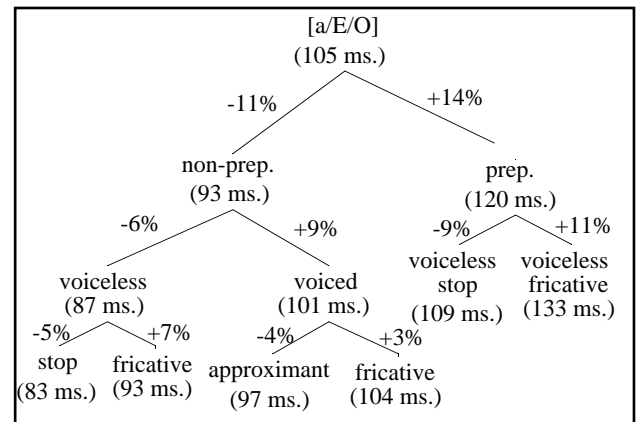 [a/E/O]
(105 ms.)
-11%
+14%
non-prep.
(93 ms.)
prep.
(120 ms.)
-6%
+9%
-9%
+11%
voiceless
(87 ms.)
voiced
(101 ms.)
voiceless
stop
(109 ms.)
voiceless
fricative
(133 ms.)
-5%
+7%
-4%
+3%
stop
(83 ms.)
fricative
(93 ms.)
approximant
(97 ms.)
fricative
(104 ms.)